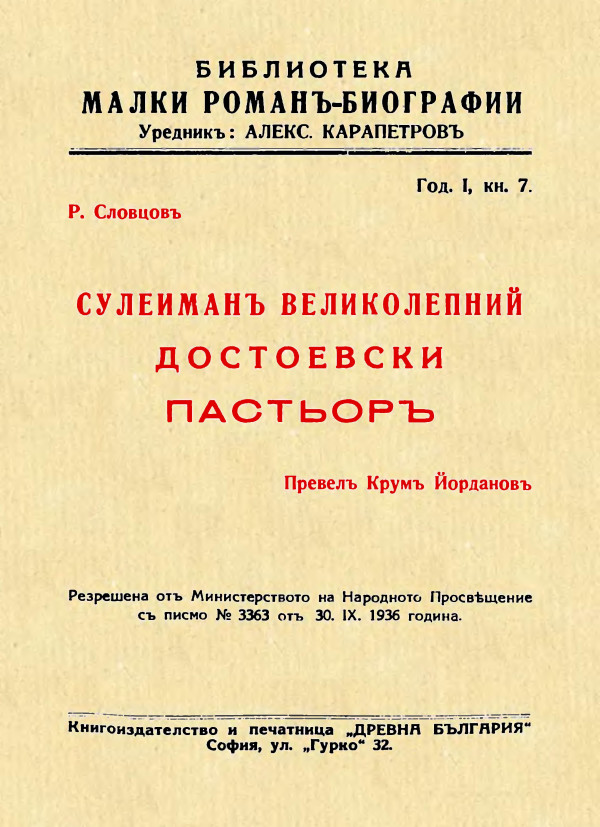 БИБЛИОТЕКА
МАЛКИ РОМАНЪ-БИОГРАФИИ
Уредникъ: АЛЕКС. КАРАПЕТРОВЪ
Год. I, кн. 7.
Р. Словцовъ
СУЛЕИМАНЪ ВЕЛИКОЛЕПНИЙ
ДОСТОЕВСКИ
ПАСТЬОРЪ
Превелъ Крумъ Йордановъ
Резрешена отъ Министерството на Народното Просвѣщение
съ писмо № 3363 отъ 30. IX. 1936 година.
Книгоиздателство и печатница „ДРЕВНА БЪЛГАРИЯ“
София, ул. „Гурко“ 32.